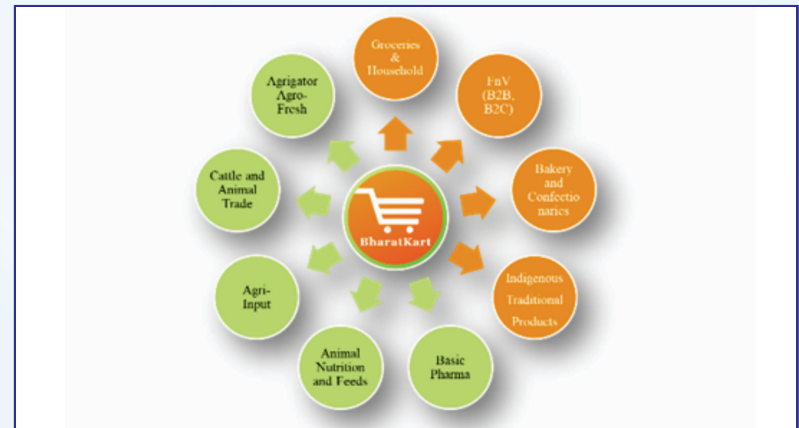 Groceries
&
Household
FnV
(B2B,
B2C)
Bakery
and
Confectio
naries
Indigenous
Traditional
Products
Basic
Pharma
Animal
Nutrition
and Feeds
Agri-
Input
Cattle and
Animal
Trade
Agrigator
Agro-
Fresh
BharatKart